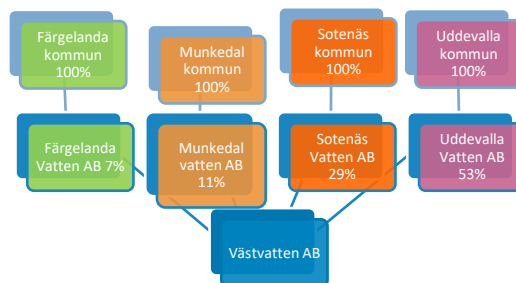 Färgelanda
kommun
100%
Munkedal
kommun
100%
Sotenäs
kommun
100%
Uddevalla
kommun
100%
Färgelanda
Vatten AB 7%
Munkedal
vatten AB
11%
Sotenäs
Vatten AB
29%
Uddevalla
Vatten AB
53%
Västvatten AB